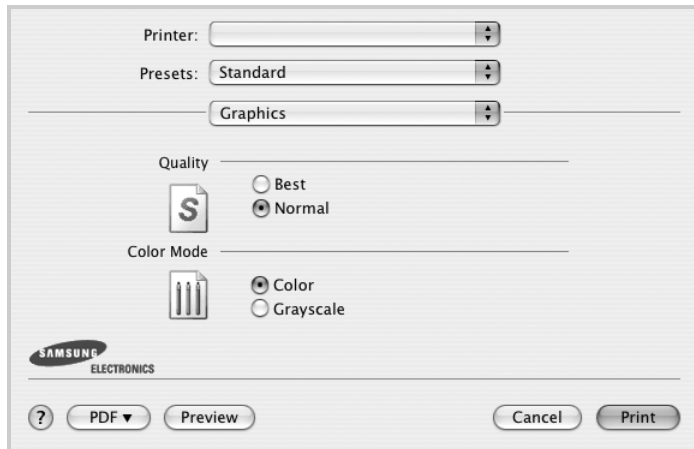 Printer:
Presets: Standard
Graphics
Quality
Best
S
Normal
Color Mode
Color
Grayscale
SAMSUNG
ELECTRONICS
? PDF ▼ Preview Cancel Print